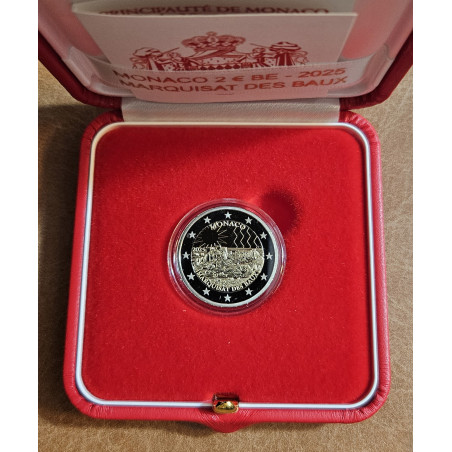 PRINCIPAUTÉ DE MONACO
MONACO 2 € BE - 2025
MARQUISAT DES BAUX
MONACO
2025
MARQUISAT DES BAUX